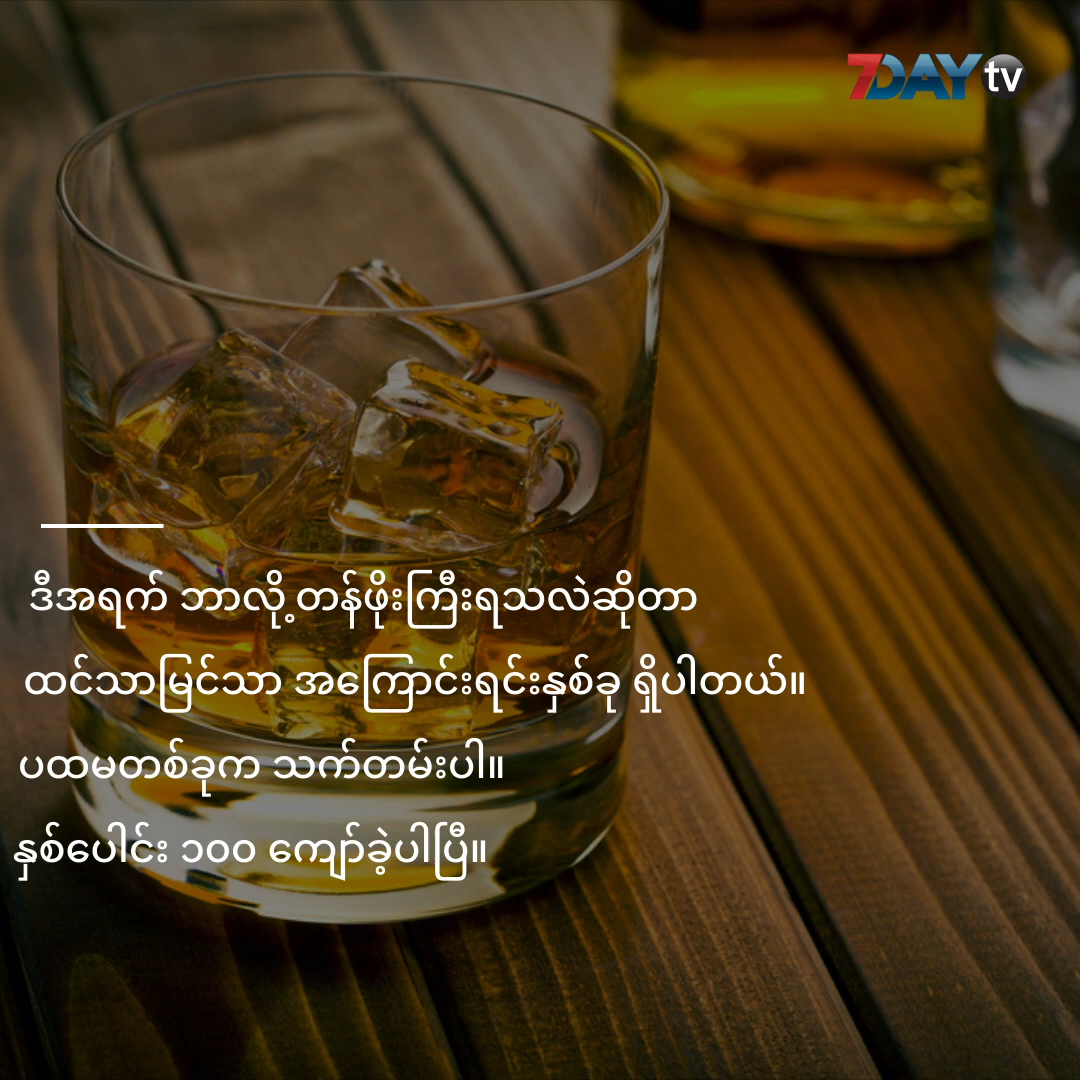 7DAY tv
ဒီအရက် ဘာလို့ တန်ဖိုးကြီးရသလဲဆိုတာ
ထင်သာမြင်သာ အကြောင်းရင်းနှစ်ခု ရှိပါတယ်။
ပထမတစ်ခုက သက်တမ်းပါ။
နှစ်ပေါင်း ၁၀၀ ကျော်ခဲ့ပါပြီ။